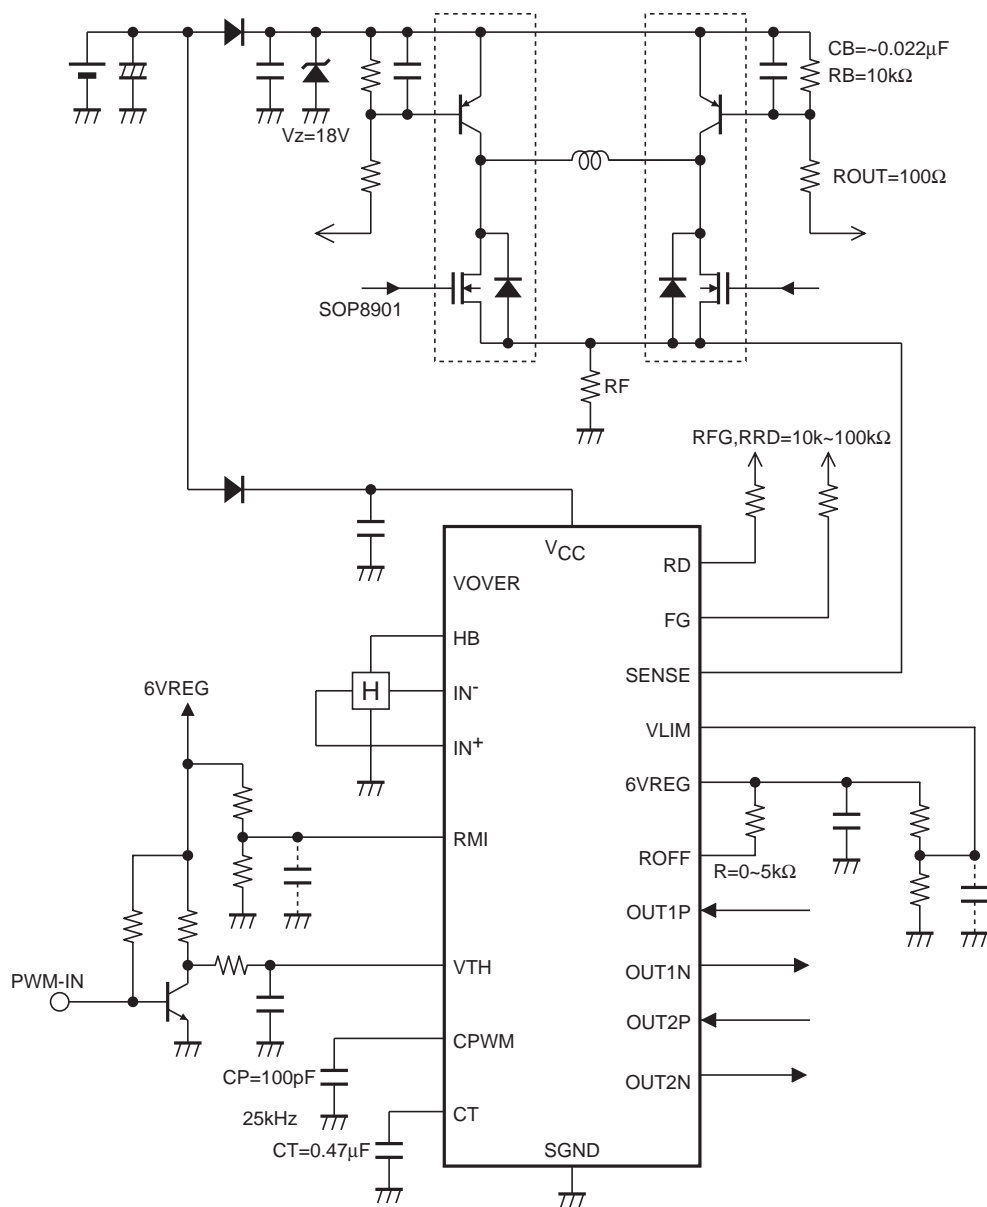 CB=~0.022μF
RB=10kΩ
Vz=18V
ROUT=100Ω
SOP8901
RF
RFG,RRD=10k~100kΩ
VCC
VOVER
RD
HB
FG
H
IN-
SENSE
6VREG
IN+
VLIM
6VREG
RMI
ROFF
R=0~5kΩ
OUT1P
PWM-IN
VTH
OUT1N
OUT2P
CPWM
CP=100pF
OUT2N
25kHz
CT
CT=0.47μF
SGND